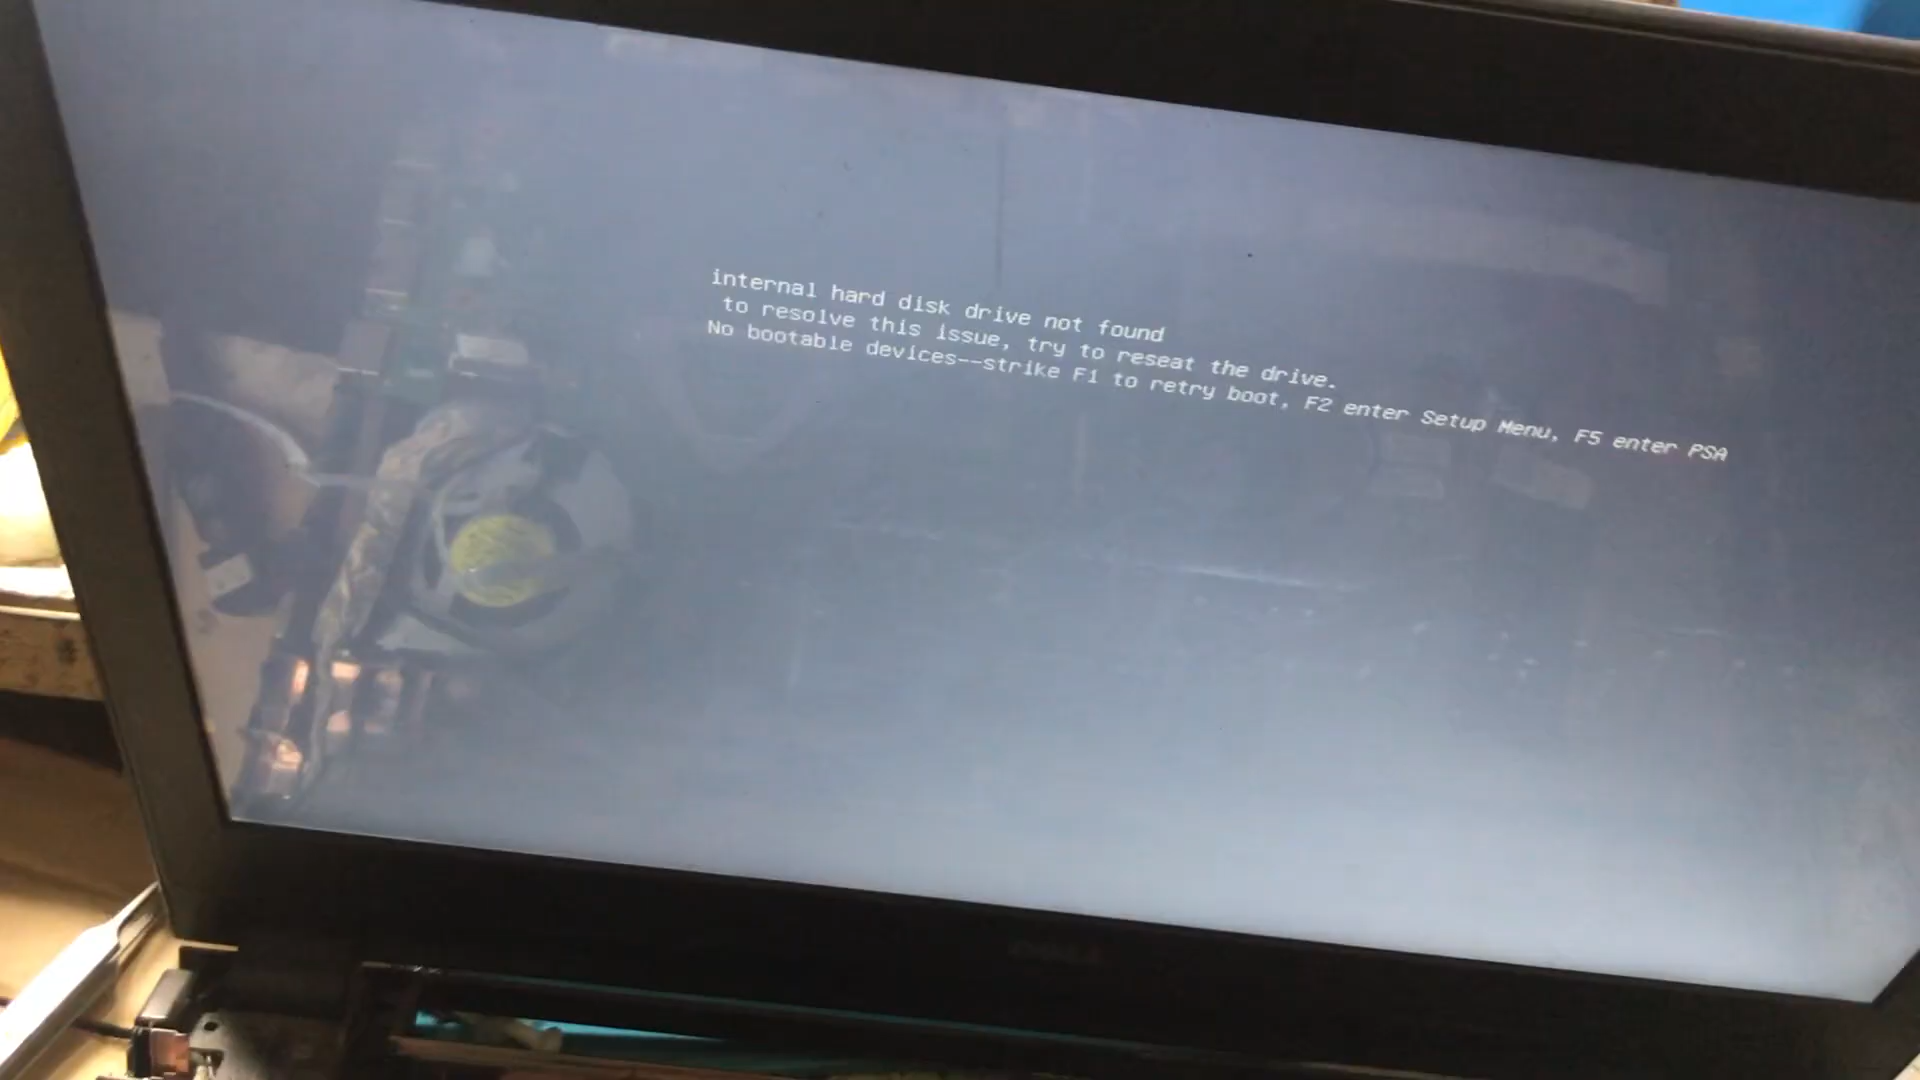 internal hard disk drive not found
to resolve this issue, try to reseat the drive.
No bootable devices--strike F1 to retry boot, F2 enter Setup Menu, F5 enter PSA